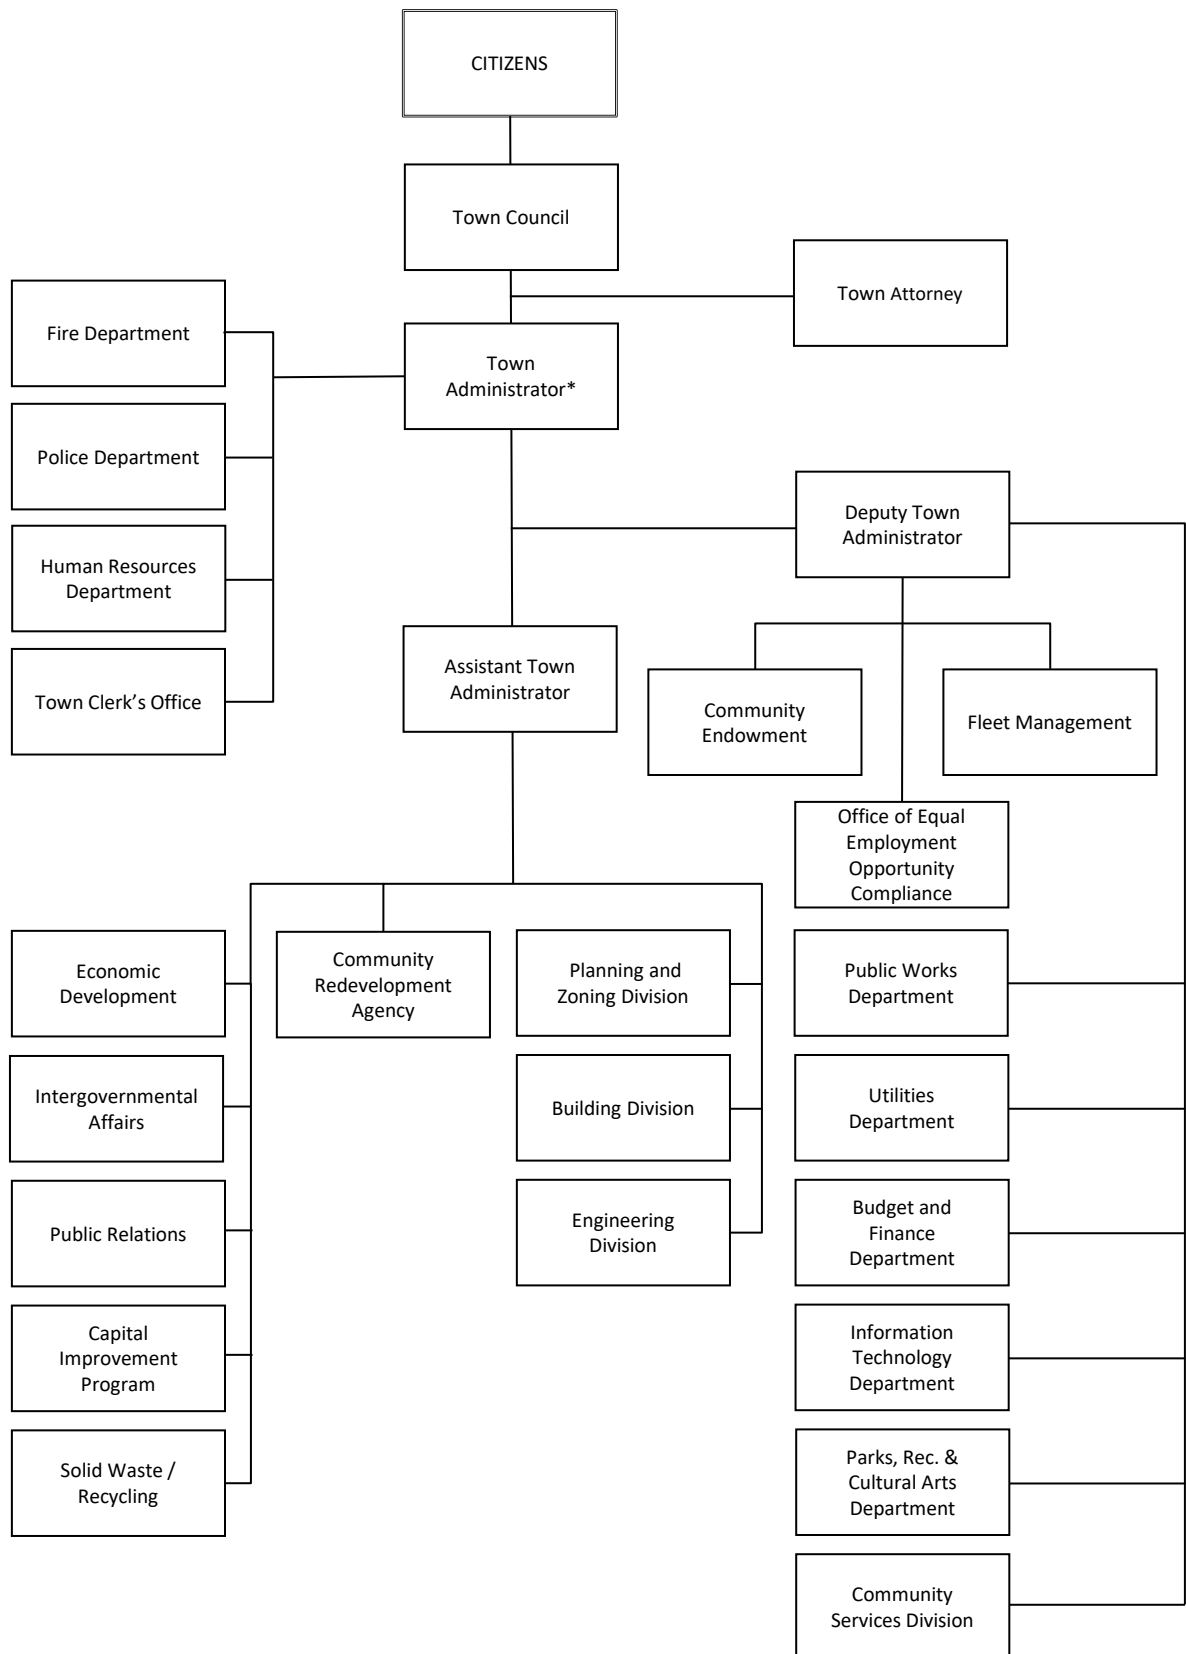 CITIZENS
Town Council
Town Attorney
Fire Department
Town
Administrator*
Police Department
Deputy Town
Administrator
Human Resources
Department
Assistant Town
Administrator
Town Clerk’s Office
Community
Endowment
Fleet Management
Office of Equal
Employment
Opportunity
Compliance
Economic
Development
Community
Redevelopment
Agency
Planning and
Zoning Division
Public Works
Department
Intergovernmental
Affairs
Building Division
Utilities
Department
Public Relations
Engineering
Division
Budget and
Finance
Department
Capital
Improvement
Program
Information
Technology
Department
Solid Waste /
Recycling
Parks, Rec. &
Cultural Arts
Department
Community
Services Division